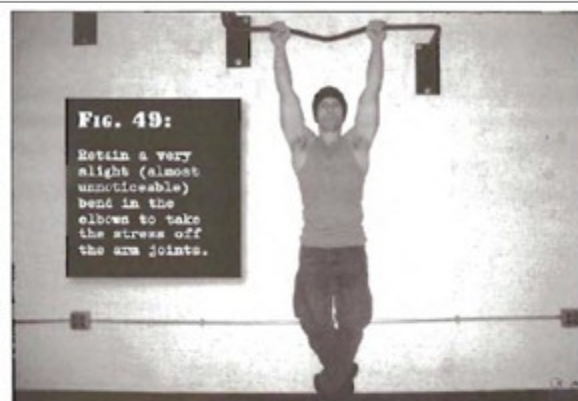 FIG. 49:
Retain a very
slight (almost
unnoticeable)
bend in the
elbows to take
the stress off
the arm joints.